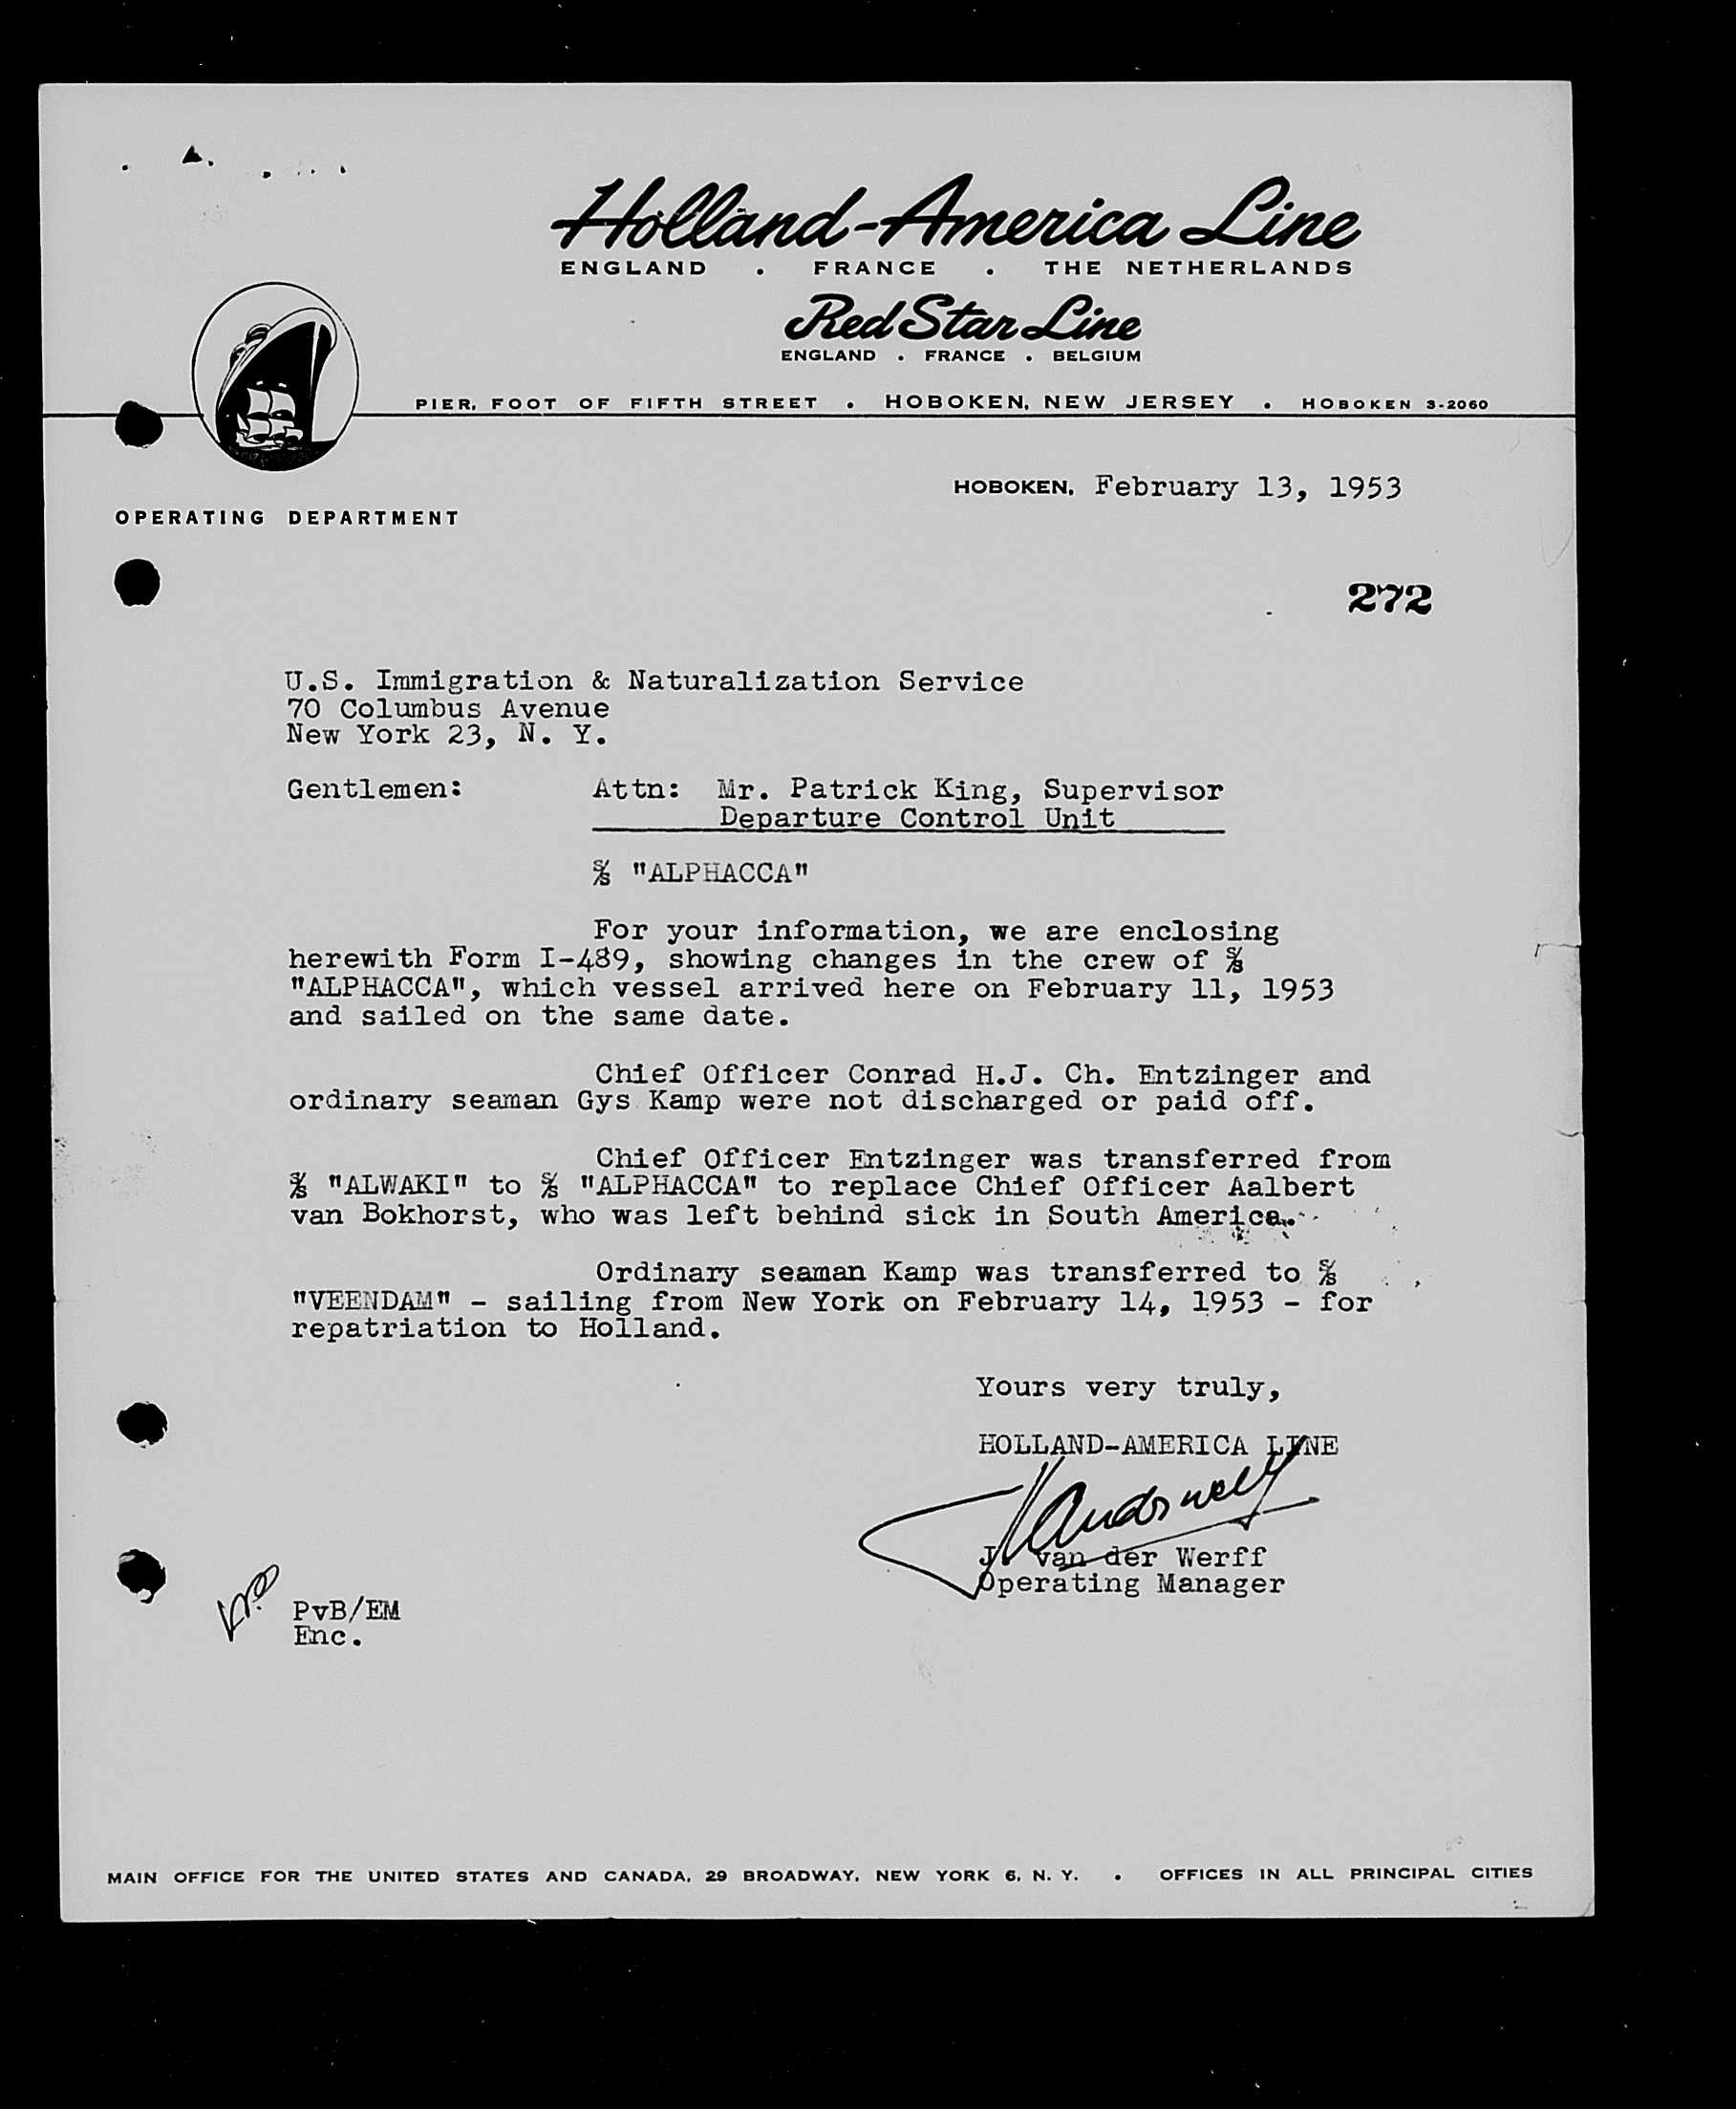 Holland-America Line
ENGLAND . FRANCE . THE NETHERLANDS
Red Star Line
ENGLAND . FRANCE . BELGIUM
PIER, FOOT OF FIFTH STREET . HOBOKEN, NEW JERSEY . HOBOKEN 3-2060
HOBOKEN, February 13, 1953
OPERATING DEPARTMENT
272
U.S. Immigration & Naturalization Service
70 Columbus Avenue
New York 23, N. Y.
Gentlemen: Attn: Mr. Patrick King, Supervisor
Departure Control Unit
S/S "ALPHACCA"
For your information, we are enclosing
herewith Form I-489, showing changes in the crew of S/S
"ALPHACCA", which vessel arrived here on February 11, 1953
and sailed on the same date.
Chief Officer Conrad H.J. Ch. Entzinger and
ordinary seaman Gys Kamp were not discharged or paid off.
Chief Officer Entzinger was transferred from
S/S "ALWAKI" to S/S "ALPHACCA" to replace Chief Officer Aalbert
van Bokhorst, who was left behind sick in South America.
Ordinary seaman Kamp was transferred to S/S
"VEENDAM" - sailing from New York on February 14, 1953 - for
repatriation to Holland.
Yours very truly,
HOLLAND-AMERICA LINE
J. van der Werff
Operating Manager
PvB/EM
Enc.
MAIN OFFICE FOR THE UNITED STATES AND CANADA, 29 BROADWAY, NEW YORK 6, N. Y. . OFFICES IN ALL PRINCIPAL CITIES